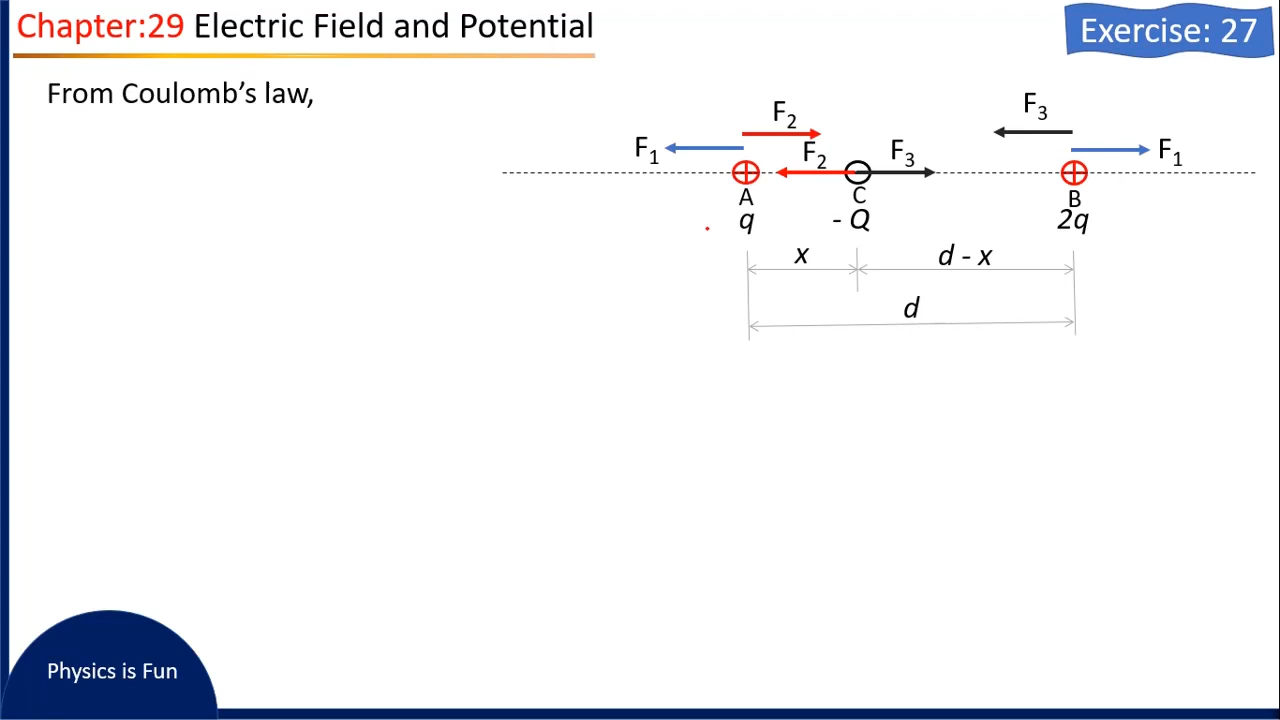 Chapter:29 Electric Field and Potential
Exercise: 27
From Coulomb's law,
F3
F2
F1 F2 F3 F1
A C B
q - Q 2q
x d - x
d
Physics is Fun